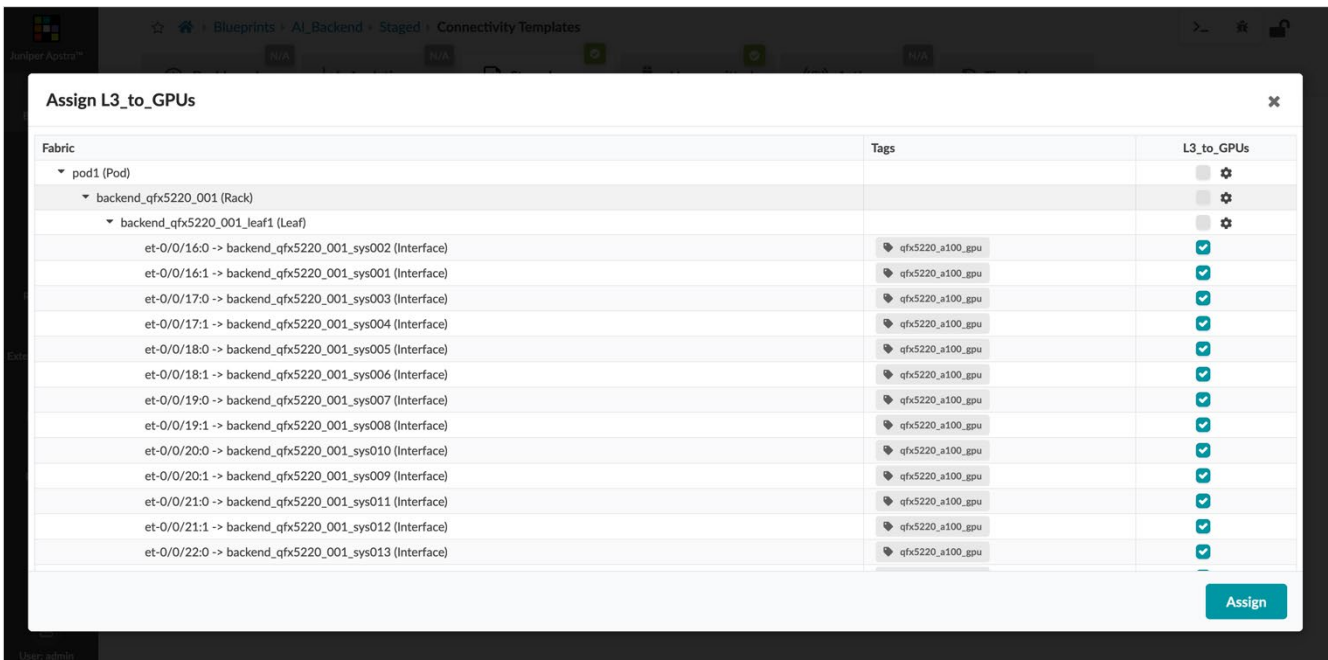 Blueprints › AI_Backend › Staged › Connectivity Templates
Juniper Apstra™
N/A N/A N/A
Assign L3_to_GPUs
Fabric Tags L3_to_GPUs
pod1 (Pod)
backend_qfx5220_001 (Rack)
backend_qfx5220_001_leaf1 (Leaf)
et-0/0/16:0 -> backend_qfx5220_001_sys002 (Interface) qfx5220_a100_gpu
et-0/0/16:1 -> backend_qfx5220_001_sys001 (Interface) qfx5220_a100_gpu
et-0/0/17:0 -> backend_qfx5220_001_sys003 (Interface) qfx5220_a100_gpu
et-0/0/17:1 -> backend_qfx5220_001_sys004 (Interface) qfx5220_a100_gpu
et-0/0/18:0 -> backend_qfx5220_001_sys005 (Interface) qfx5220_a100_gpu
et-0/0/18:1 -> backend_qfx5220_001_sys006 (Interface) qfx5220_a100_gpu
et-0/0/19:0 -> backend_qfx5220_001_sys007 (Interface) qfx5220_a100_gpu
et-0/0/19:1 -> backend_qfx5220_001_sys008 (Interface) qfx5220_a100_gpu
et-0/0/20:0 -> backend_qfx5220_001_sys010 (Interface) qfx5220_a100_gpu
et-0/0/20:1 -> backend_qfx5220_001_sys009 (Interface) qfx5220_a100_gpu
et-0/0/21:0 -> backend_qfx5220_001_sys011 (Interface) qfx5220_a100_gpu
et-0/0/21:1 -> backend_qfx5220_001_sys012 (Interface) qfx5220_a100_gpu
et-0/0/22:0 -> backend_qfx5220_001_sys013 (Interface) qfx5220_a100_gpu
Assign
User: admin